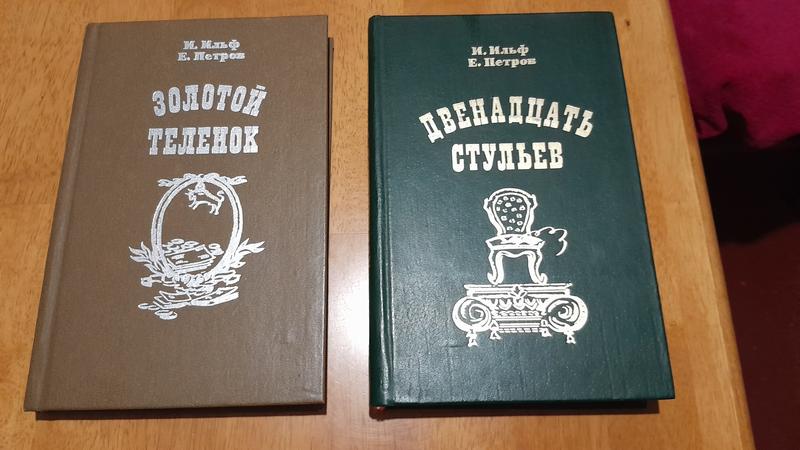 И. Ильф
Е. Петров
ЗОЛОТОЙ
ТЕЛЕНОК
И. Ильф
Е. Петров
ДВЕНАДЦАТЬ
СТУЛЬЕВ